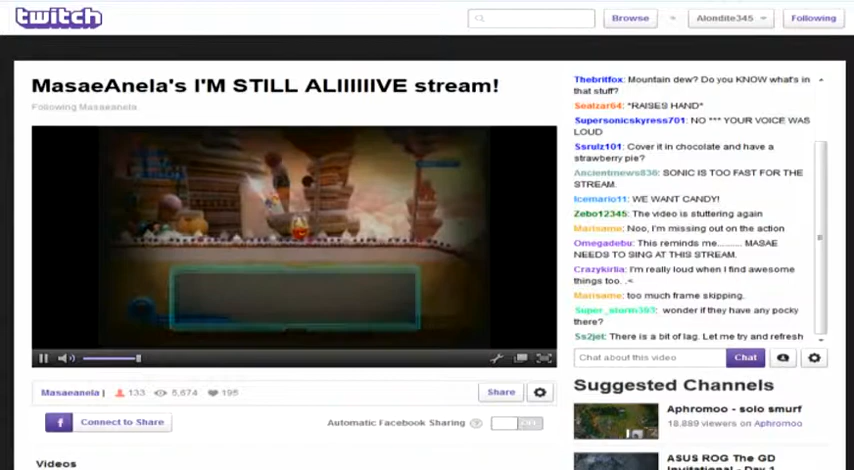 twitch
Browse
Alondite345
Following
MasaeAnela's I'M STILL ALIIIIIIVE stream!
Following Masaeanela
Thebritfox: Mountain dew? Do you KNOW what's in
that stuff?
Sealzar64: *RAISES HAND*
Supersonicskyress701: NO *** YOUR VOICE WAS
LOUD
Ssrulz101: Cover it in chocolate and have a
strawberry pie?
Ancientmews836: SONIC IS TOO FAST FOR THE
STREAM.
Icemario11: WE WANT CANDY!
Zebo12345: The video is stuttering again
Marisame: Noo, I'm missing out on the action
Omegadebu: This reminds me......... MASAE
NEEDS TO SING AT THIS STREAM.
Crazykirlia: I'm really loud when I find awesome
things too. .<
Marisame: too much frame skipping.
Super_storm393: wonder if they have any pocky
there?
Ss2jet: There is a bit of lag. Let me try and refresh
Chat about this video
Chat
Masaeanela |
133
5,674
195
Share
Suggested Channels
f Connect to Share
Automatic Facebook Sharing ?
OFF
Aphromoo - solo smurf
18,889 viewers on Aphromoo
Videos
ASUS ROG The GD
Invitational - Day 1